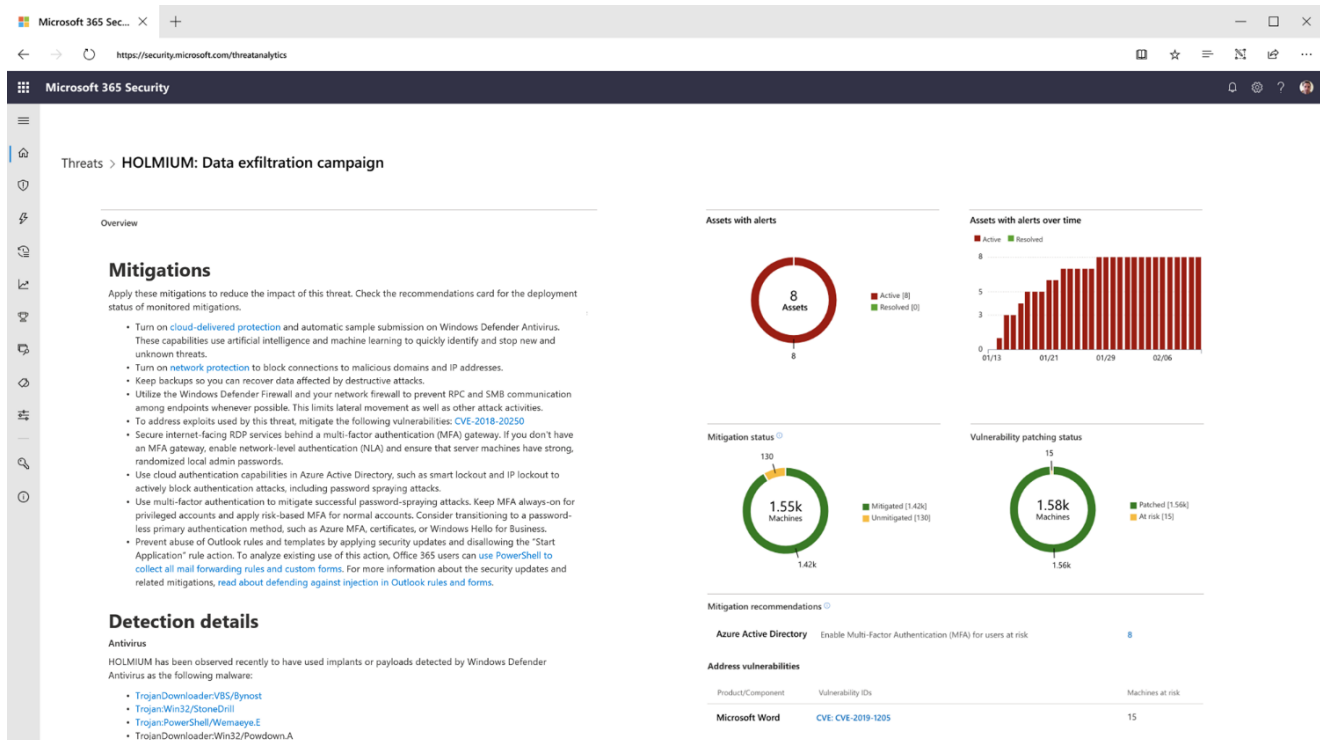 Microsoft 365 Sec...
https://security.microsoft.com/threatanalytics
Microsoft 365 Security
Threats > HOLMIUM: Data exfiltration campaign
Overview
Mitigations
Apply these mitigations to reduce the impact of this threat. Check the recommendations card for the deployment
status of monitored mitigations.
• Turn on cloud-delivered protection and automatic sample submission on Windows Defender Antivirus.
These capabilities use artificial intelligence and machine learning to quickly identify and stop new and
unknown threats.
• Turn on network protection to block connections to malicious domains and IP addresses.
• Keep backups so you can recover data affected by destructive attacks.
• Utilize the Windows Defender Firewall and your network firewall to prevent RPC and SMB communication
among endpoints whenever possible. This limits lateral movement as well as other attack activities.
• To address exploits used by this threat, mitigate the following vulnerabilities: CVE-2018-20250
• Secure internet-facing RDP services behind a multi-factor authentication (MFA) gateway. If you don't have
an MFA gateway, enable network-level authentication (NLA) and ensure that server machines have strong,
randomized local admin passwords.
• Use cloud authentication capabilities in Azure Active Directory, such as smart lockout and IP lockout to
actively block authentication attacks, including password spraying attacks.
• Use multi-factor authentication to mitigate successful password-spraying attacks. Keep MFA always-on for
privileged accounts and apply risk-based MFA for normal accounts. Consider transitioning to a password-
less primary authentication method, such as Azure MFA, certificates, or Windows Hello for Business.
• Prevent abuse of Outlook rules and templates by applying security updates and disallowing the "Start
Application" rule action. To analyze existing use of this action, Office 365 users can use PowerShell to
collect all mail forwarding rules and custom forms. For more information about the security updates and
related mitigations, read about defending against injection in Outlook rules and forms.
Detection details
Antivirus
HOLMIUM has been observed recently to have used implants or payloads detected by Windows Defender
Antivirus as the following malware:
• TrojanDownloader:VBS/Bynost
• Trojan:Win32/StoneDrill
• Trojan:PowerShell/Wemaeye.E
• TrojanDownloader:Win32/Powdown.A
Assets with alerts
8
Assets
8
Active [8]
Resolved [0]
Assets with alerts over time
Active Resolved
8
5
3
0
01/13 01/21 01/29 02/06
Mitigation status
130
1.55k
Machines
1.42k
Mitigated [1.42k]
Unmitigated [130]
Vulnerability patching status
15
1.58k
Machines
1.56k
Patched [1.56k]
At risk [15]
Mitigation recommendations
Azure Active Directory Enable Multi-Factor Authentication (MFA) for users at risk 8
Address vulnerabilities
Product/Component Vulnerability IDs Machines at risk
Microsoft Word CVE: CVE-2019-1205 15